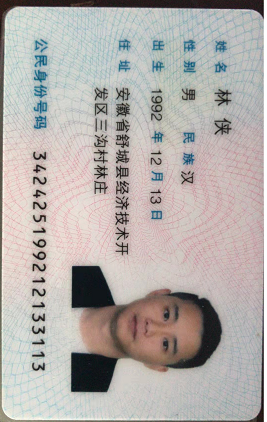 姓名 林侠
性别 男 民族 汉
出生 1992 年 12 月 13 日
住址 安徽省舒城县经济技术开
发区三沟村林庄
公民身份号码 342425199212133113